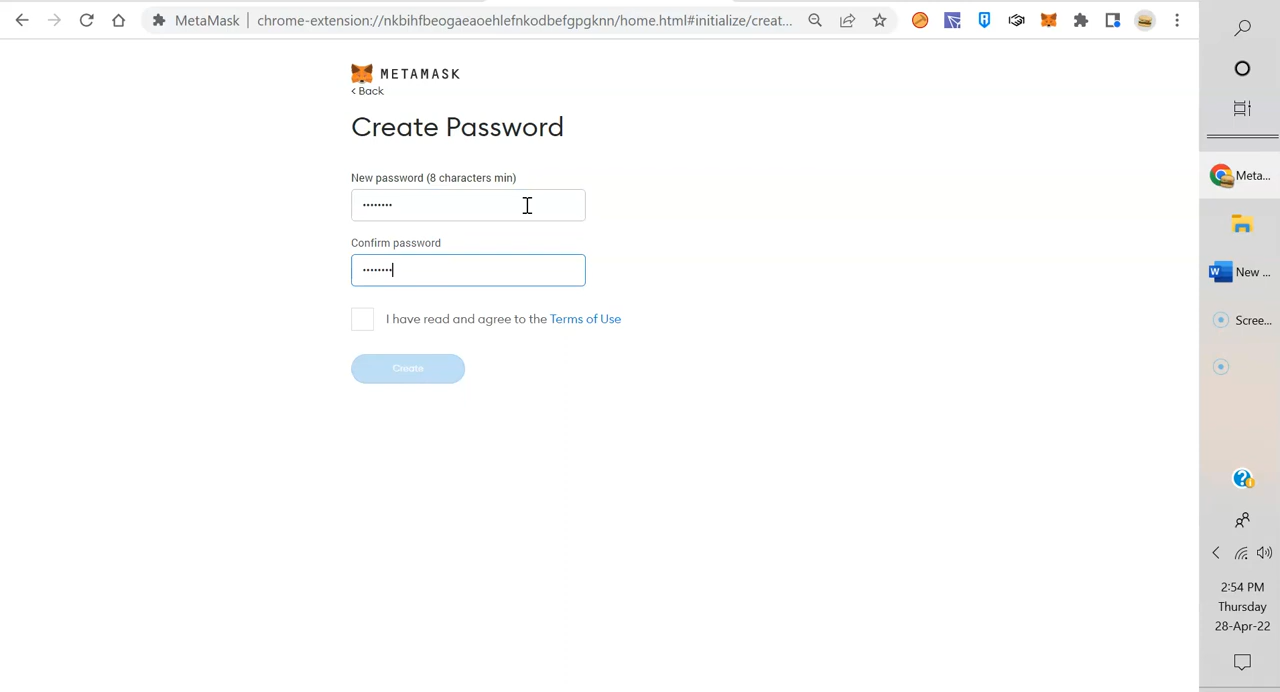 MetaMask chrome-extension://nkbihfbeogaeaoehlefnkodbefgpgknn/home.html#initialize/creat...
METAMASK
< Back
Create Password
New password (8 characters min)
••••••••
Confirm password
••••••••
I have read and agree to the Terms of Use
Create
Meta...
New ...
Scree...
2:54 PM
Thursday
28-Apr-22